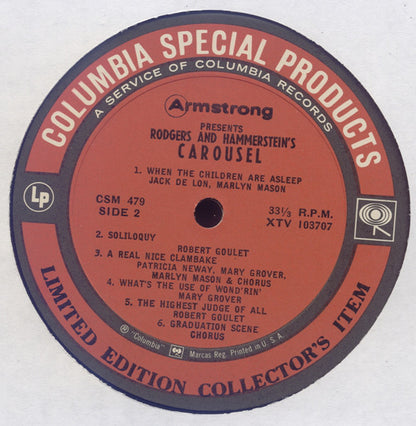 COLUMBIA SPECIAL PRODUCTS
A SERVICE OF COLUMBIA RECORDS
Armstrong
PRESENTS
RODGERS AND HAMMERSTEIN'S
CAROUSEL
1. WHEN THE CHILDREN ARE ASLEEP
JACK DE LON, MARLYN MASON
LP
CSM 479
SIDE 2
33⅓ R.P.M.
XTV 103707
2. SOLILOQUY
ROBERT GOULET
3. A REAL NICE CLAMBAKE
PATRICIA NEWAY, MARY GROVER,
MARLYN MASON & CHORUS
4. WHAT'S THE USE OF WOND'RIN'
MARY GROVER
5. THE HIGHEST JUDGE OF ALL
ROBERT GOULET
6. GRADUATION SCENE
CHORUS
® "Columbia" Marcas Reg. Printed in U.S.A.
LIMITED EDITION COLLECTOR'S ITEM